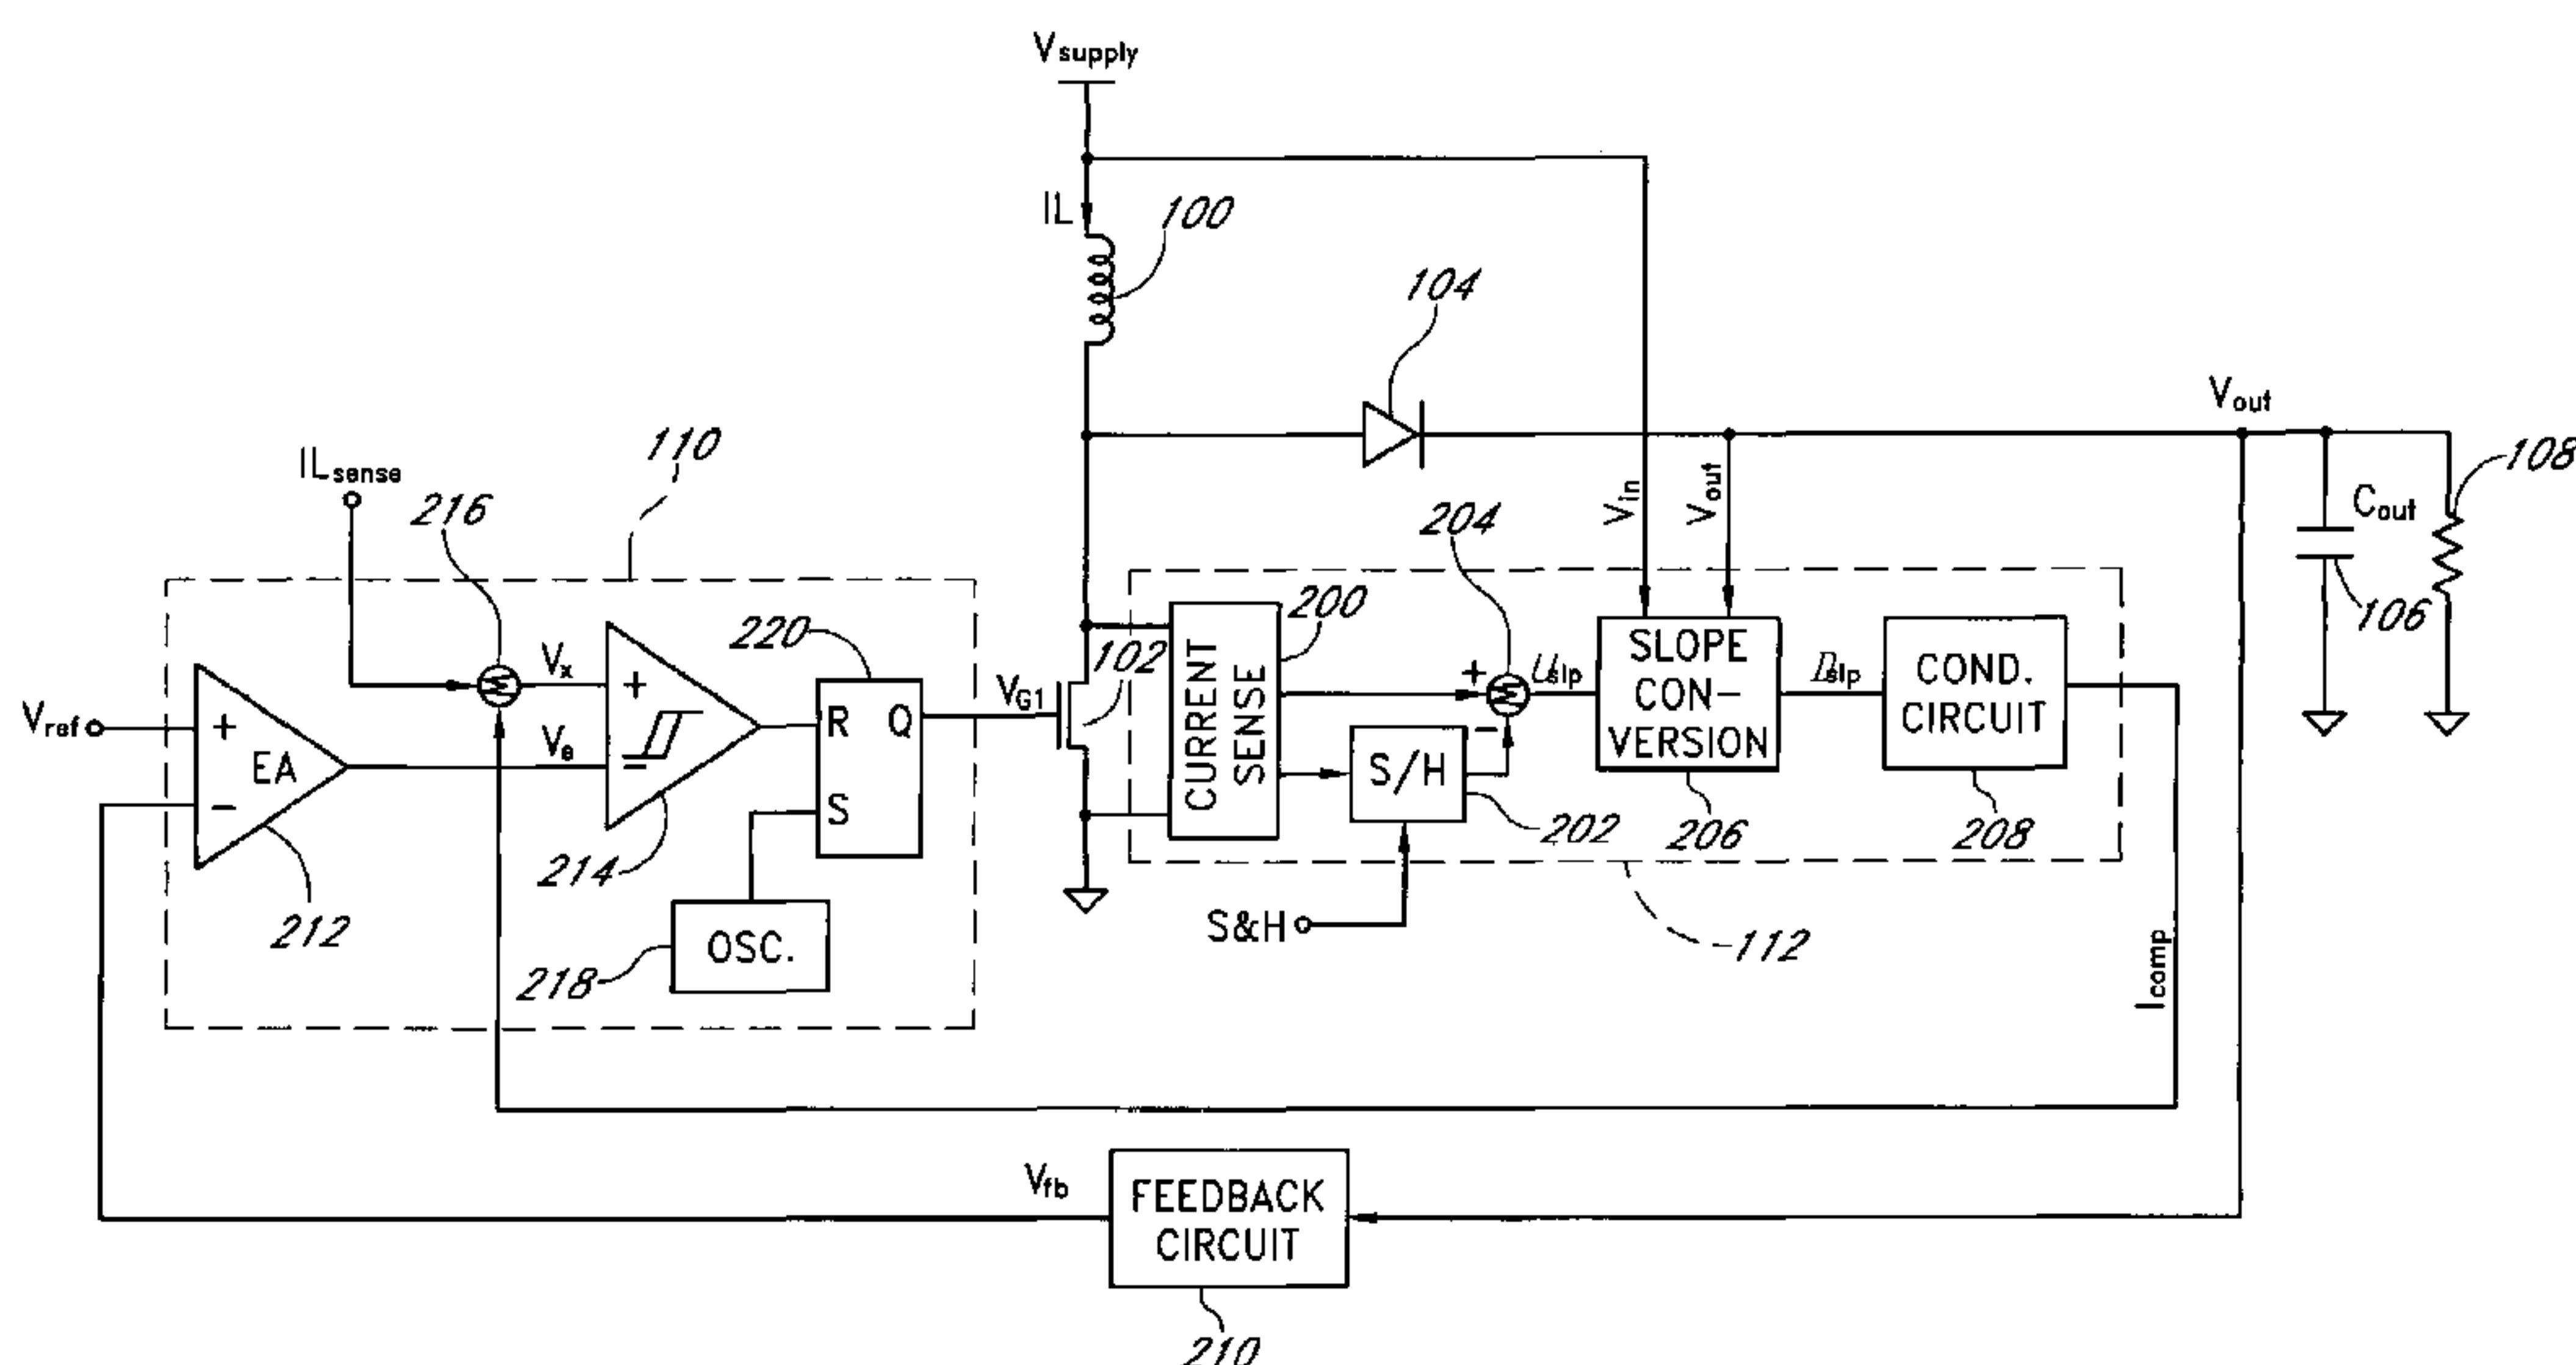 Vsupply
IL
100
104
Vout
108
Cout
106
110
ILsense
216
Vin
Vout
204
200
220
Vx
102
+
R
Q
VG1
CURRENT
SENSE
+
Uslp
SLOPE
CON-
VERSION
Dslp
COND.
CIRCUIT
Vref
+
EA
−
Ve
−
S
S/H
−
202
206
208
214
212
OSC.
218
S&H
112
Icomp
Vfb
FEEDBACK
CIRCUIT
210